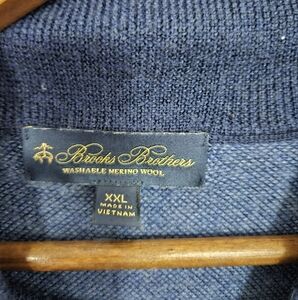 Brooks Brothers
WASHABLE MERINO WOOL
XXL
MADE IN
VIETNAM